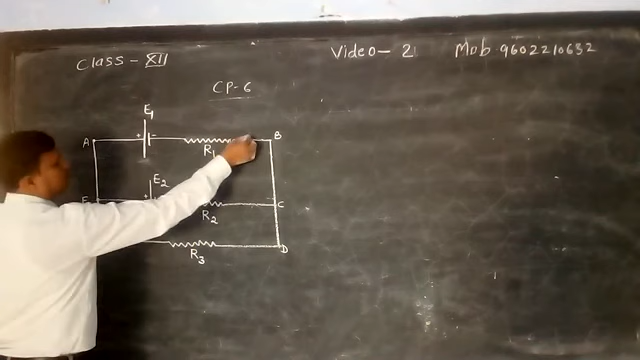 Class - XII
Video - 2
Mob. 9602210632
CP-6
E1
A
+ -
R1
B
E2
+
R2
C
R3
D